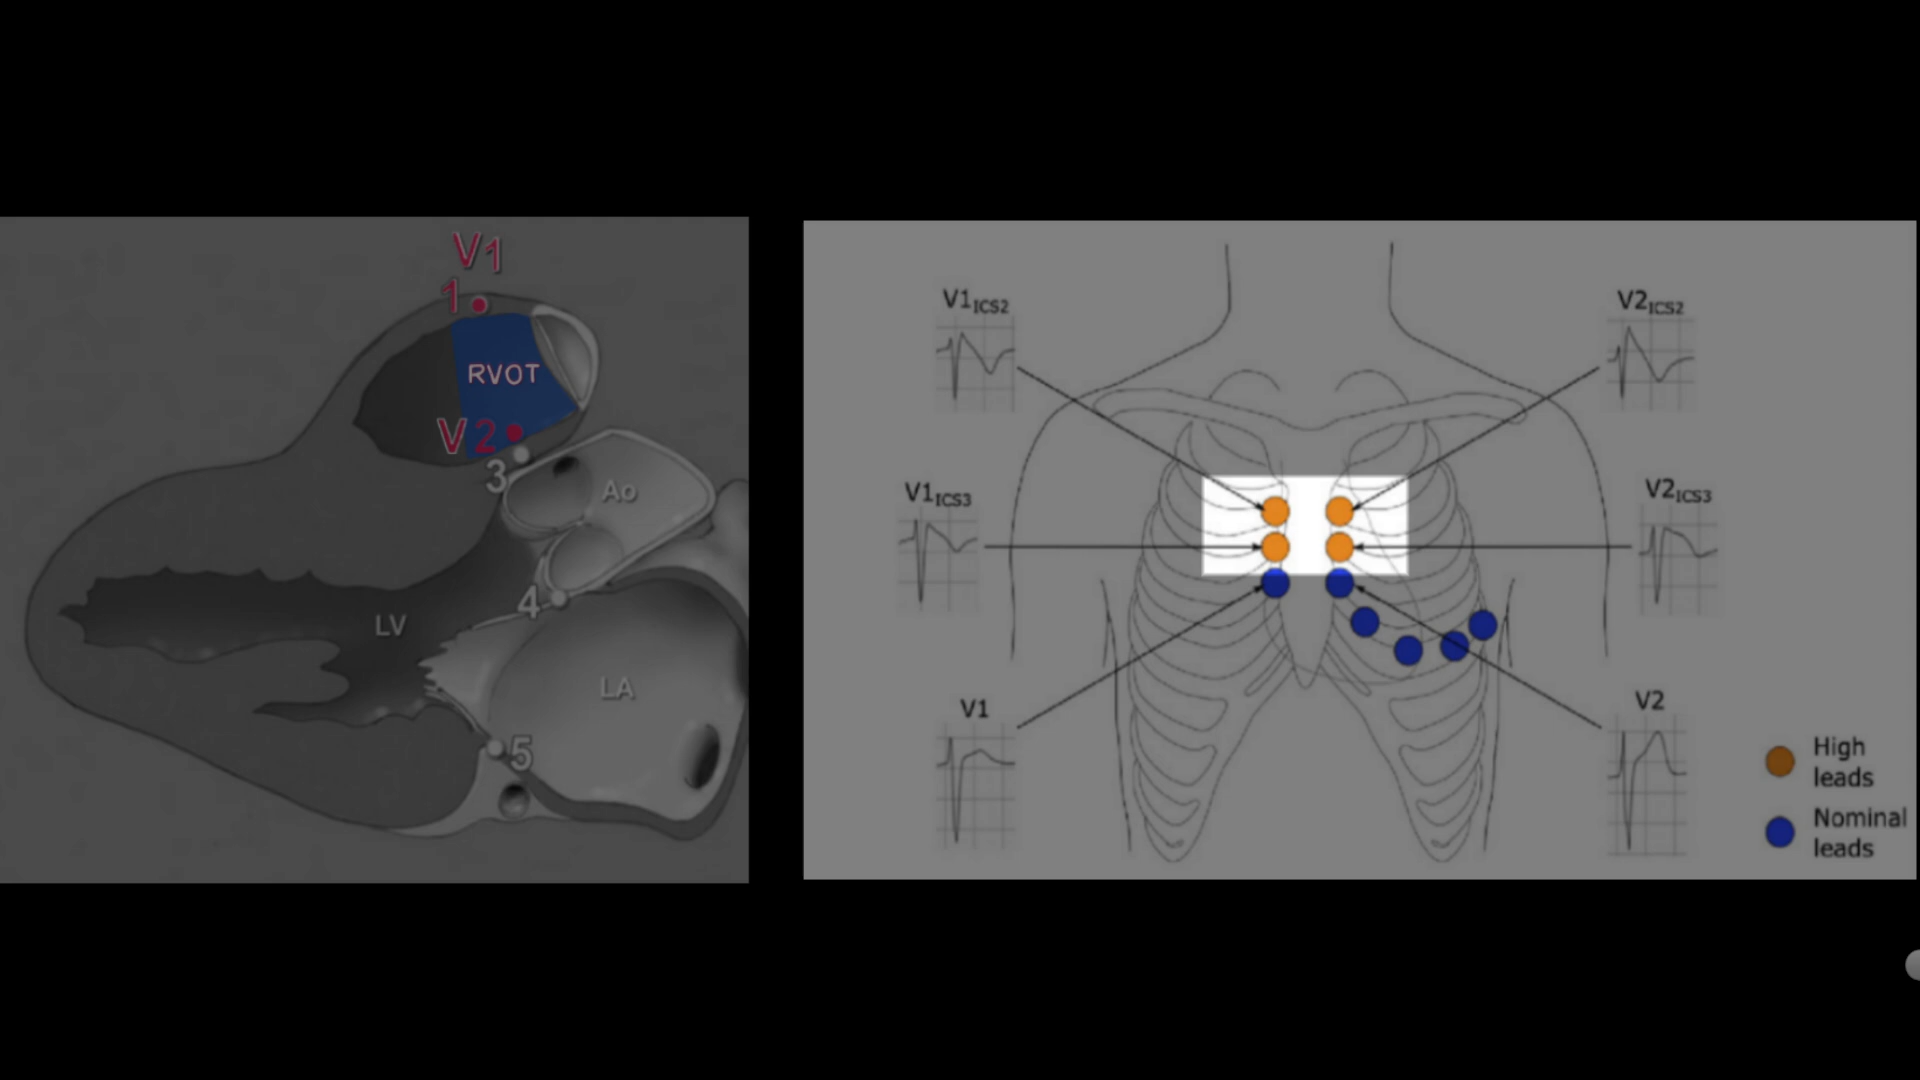 V1
1
RVOT
V2
3
Ao
4
LV
LA
5
V1ICS2
V2ICS2
V1ICS3
V2ICS3
V1
V2
High
leads
Nominal
leads